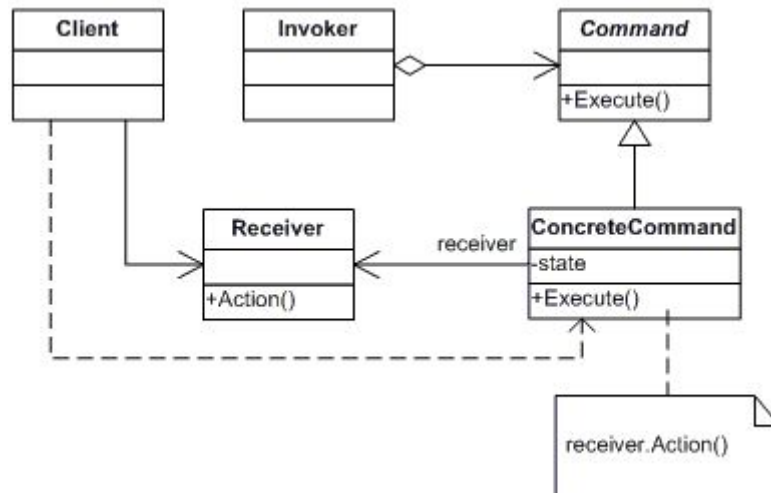 Client
Invoker
Command
+Execute()
Receiver
+Action()
receiver
ConcreteCommand
-state
+Execute()
receiver.Action()